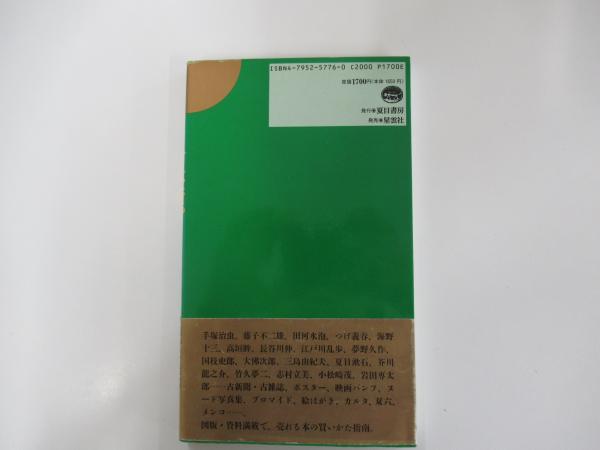 ISBN4-7952-5776-0 C2000 P1700E
定価1700円(本体 1650 円)
発行●夏目書房
発売●星雲社
手塚治虫、藤子不二雄、田河水泡、つげ義春、海野
十三、高垣眸、長谷川伸、江戸川乱歩、夢野久作、
国枝史郎、大佛次郎、三島由紀夫、夏目漱石、芥川
龍之介、竹久夢二、志村立美、小松崎茂、岩田専太
郎……古新聞・古雑誌、ポスター、映画パンフ、ヌ
ード写真集、ブロマイド、絵はがき、カルタ、双六、
メンコ……。
図版・資料満載で、売れる本の買いかた指南。